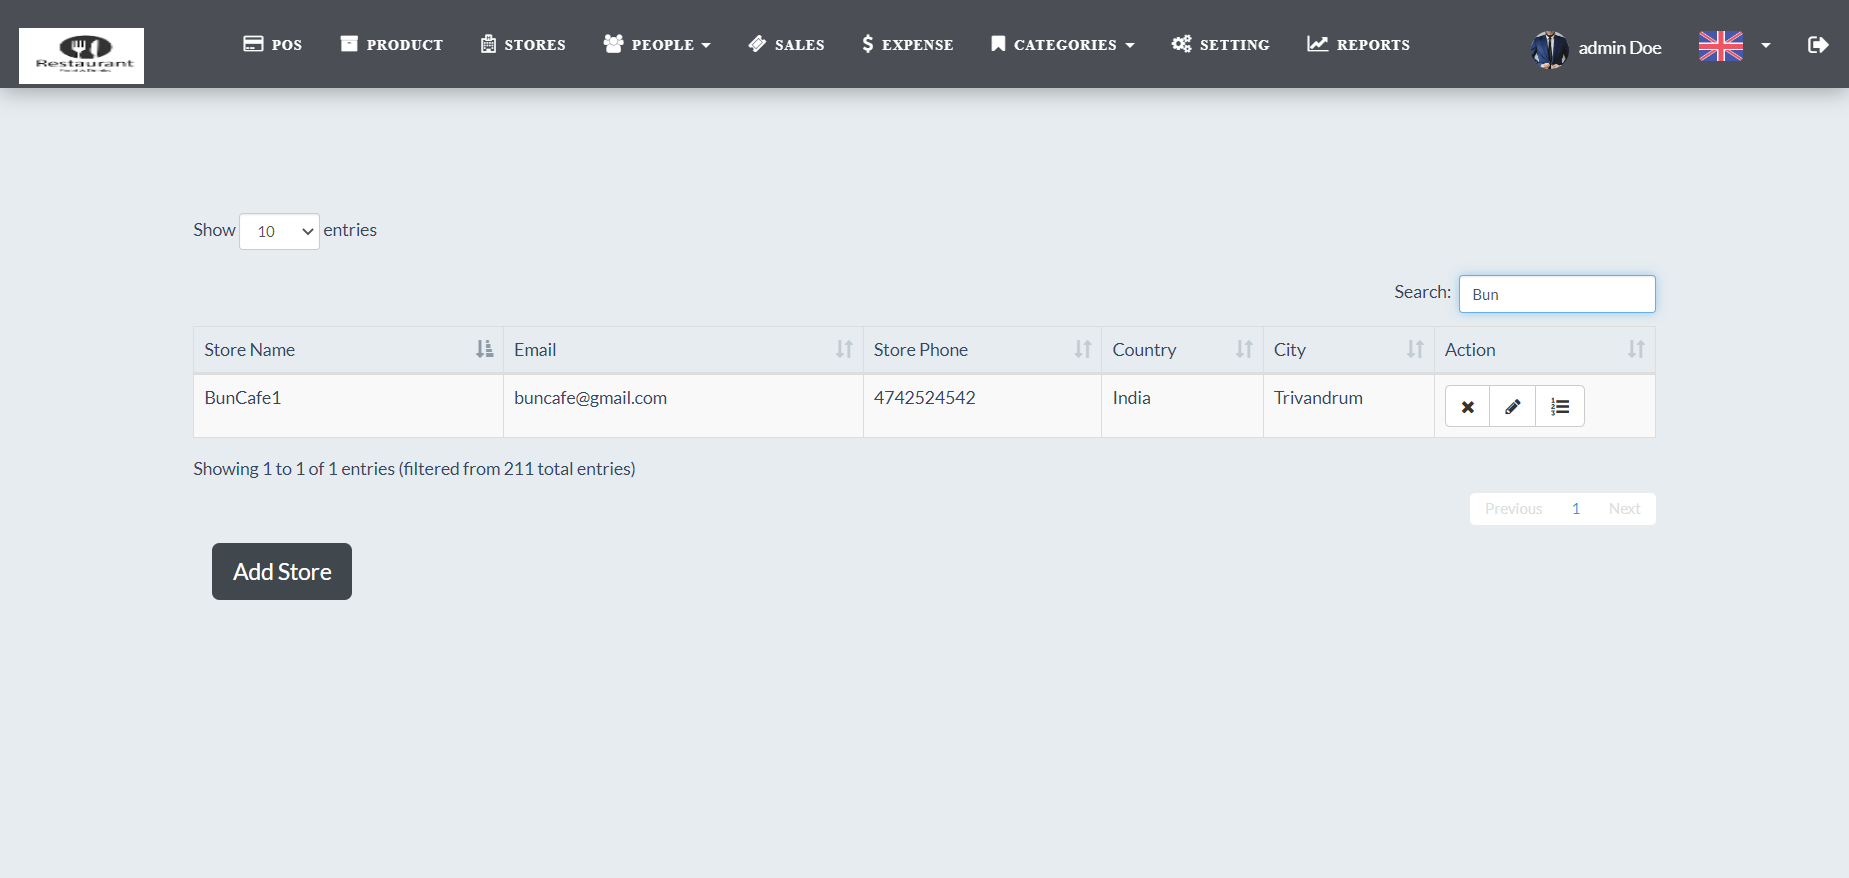 Restaurant
POS PRODUCT STORES PEOPLE SALES EXPENSE CATEGORIES SETTING REPORTS admin Doe
Show 10 entries
Search: Bun
Store Name Email Store Phone Country City Action
BunCafe1 buncafe@gmail.com 4742524542 India Trivandrum
Showing 1 to 1 of 1 entries (filtered from 211 total entries)
Previous 1 Next
Add Store